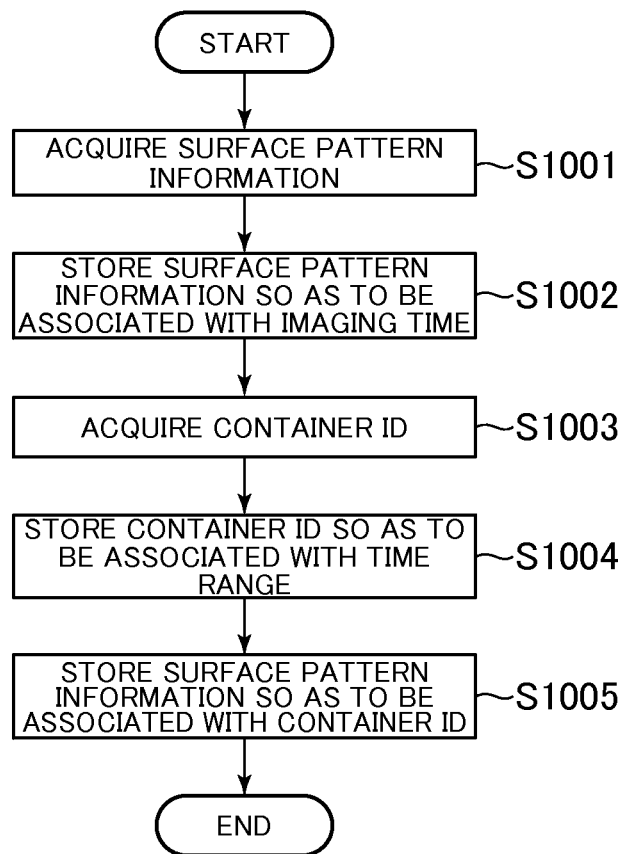 START
ACQUIRE SURFACE PATTERN
INFORMATION
S1001
STORE SURFACE PATTERN
INFORMATION SO AS TO BE
ASSOCIATED WITH IMAGING TIME
S1002
ACQUIRE CONTAINER ID
S1003
STORE CONTAINER ID SO AS TO
BE ASSOCIATED WITH TIME
RANGE
S1004
STORE SURFACE PATTERN
INFORMATION SO AS TO BE
ASSOCIATED WITH CONTAINER ID
S1005
END